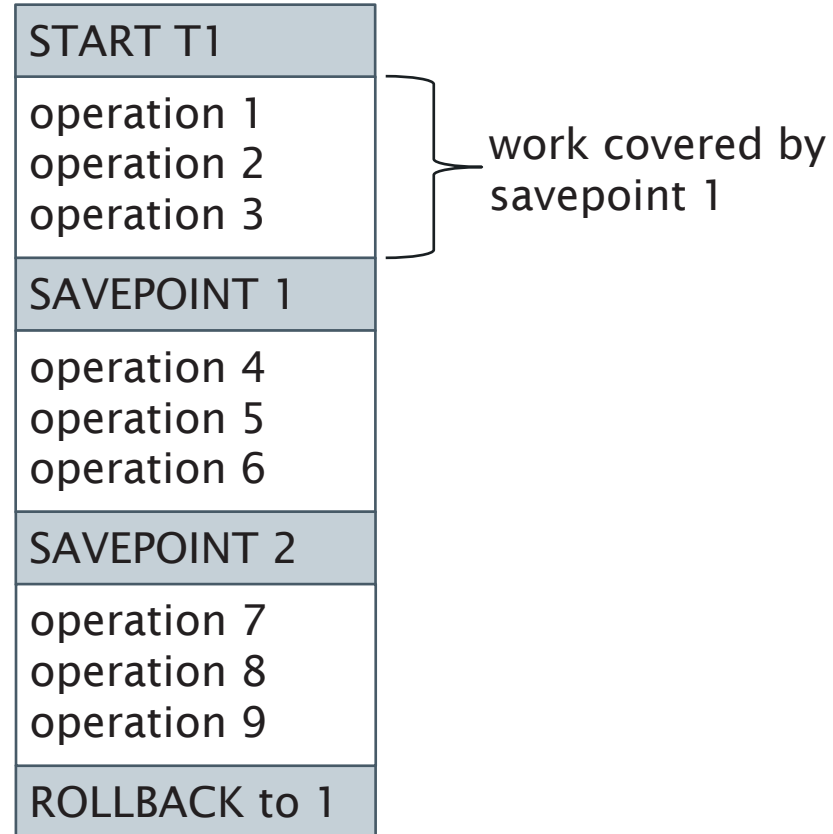 START T1
operation 1
operation 2
operation 3
work covered by
savepoint 1
SAVEPOINT 1
operation 4
operation 5
operation 6
SAVEPOINT 2
operation 7
operation 8
operation 9
ROLLBACK to 1